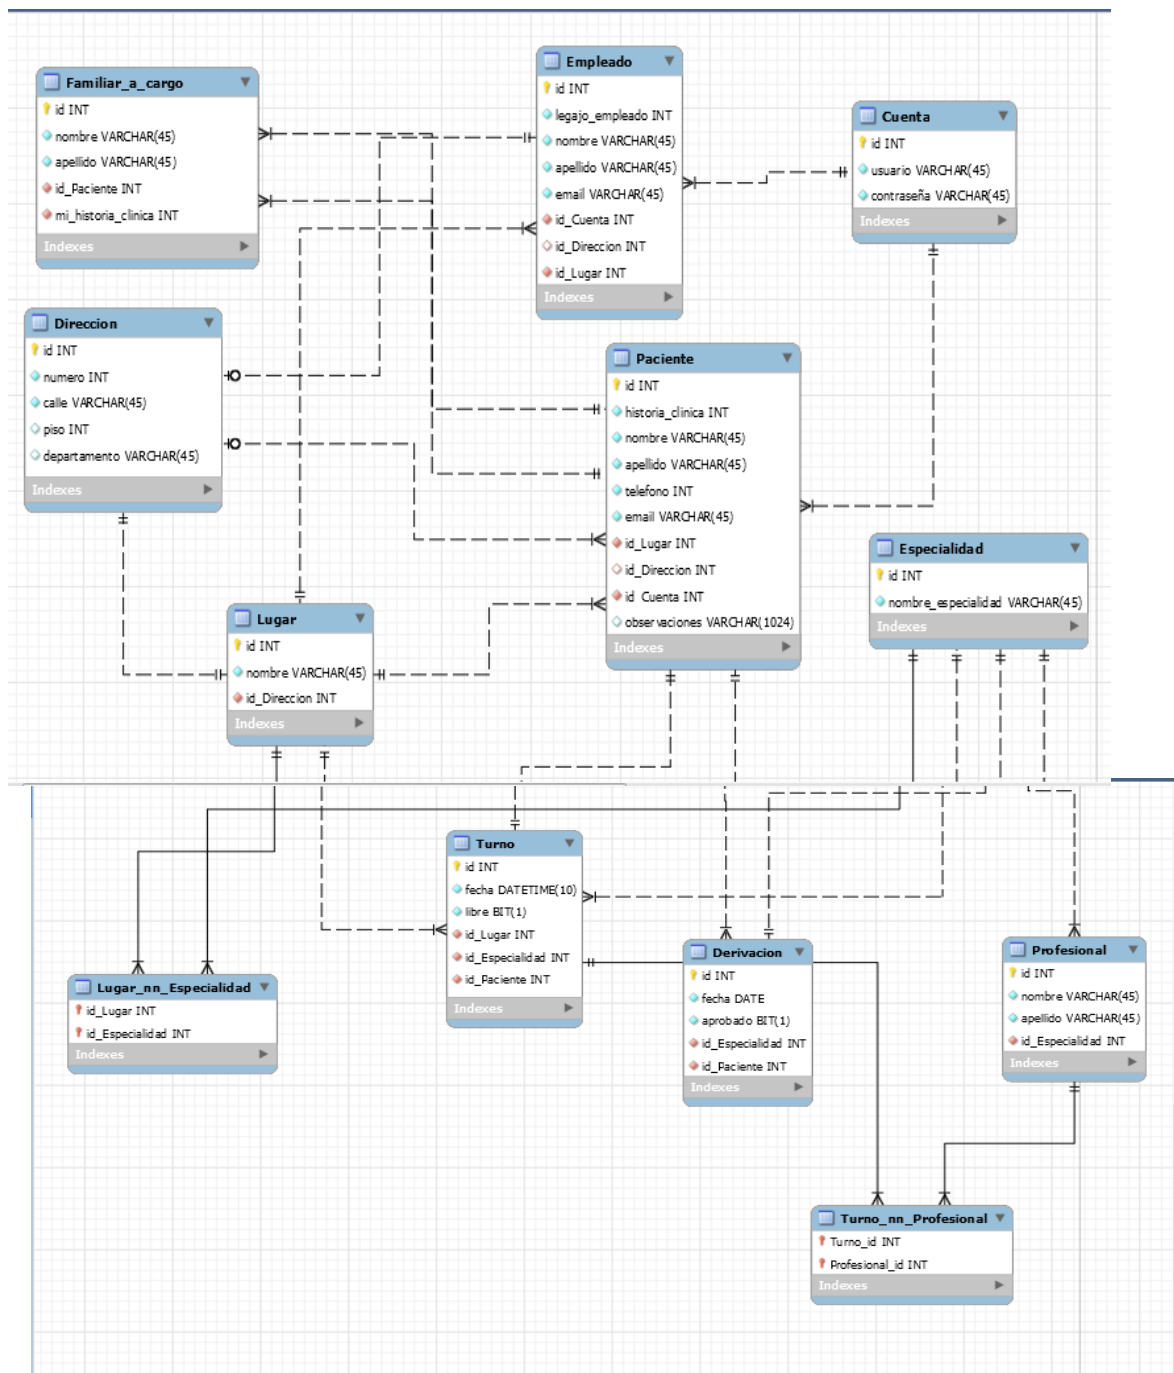 Familiar_a_cargo
id INT
nombre VARCHAR(45)
apellido VARCHAR(45)
id_Paciente INT
mi_historia_clinica INT
Indexes
Empleado
id INT
legajo_empleado INT
nombre VARCHAR(45)
apellido VARCHAR(45)
email VARCHAR(45)
id_Cuenta INT
id_Direccion INT
id_Lugar INT
Indexes
Cuenta
id INT
usuario VARCHAR(45)
contraseña VARCHAR(45)
Indexes
Direccion
id INT
numero INT
calle VARCHAR(45)
piso INT
departamento VARCHAR(45)
Indexes
Paciente
id INT
historia_clinica INT
nombre VARCHAR(45)
apellido VARCHAR(45)
telefono INT
email VARCHAR(45)
id_Lugar INT
id_Direccion INT
id_Cuenta INT
observaciones VARCHAR(1024)
Indexes
Especialidad
id INT
nombre_especialidad VARCHAR(45)
Indexes
Lugar
id INT
nombre VARCHAR(45)
id_Direccion INT
Indexes
Turno
id INT
fecha DATETIME(10)
libre BIT(1)
id_Lugar INT
id_Especialidad INT
id_Paciente INT
Indexes
Lugar_nn_Especialidad
id_Lugar INT
id_Especialidad INT
Indexes
Derivacion
id INT
fecha DATE
aprobado BIT(1)
id_Especialidad INT
id_Paciente INT
Indexes
Profesional
id INT
nombre VARCHAR(45)
apellido VARCHAR(45)
id_Especialidad INT
Indexes
Turno_nn_Profesional
Turno_id INT
Profesional_id INT
Indexes